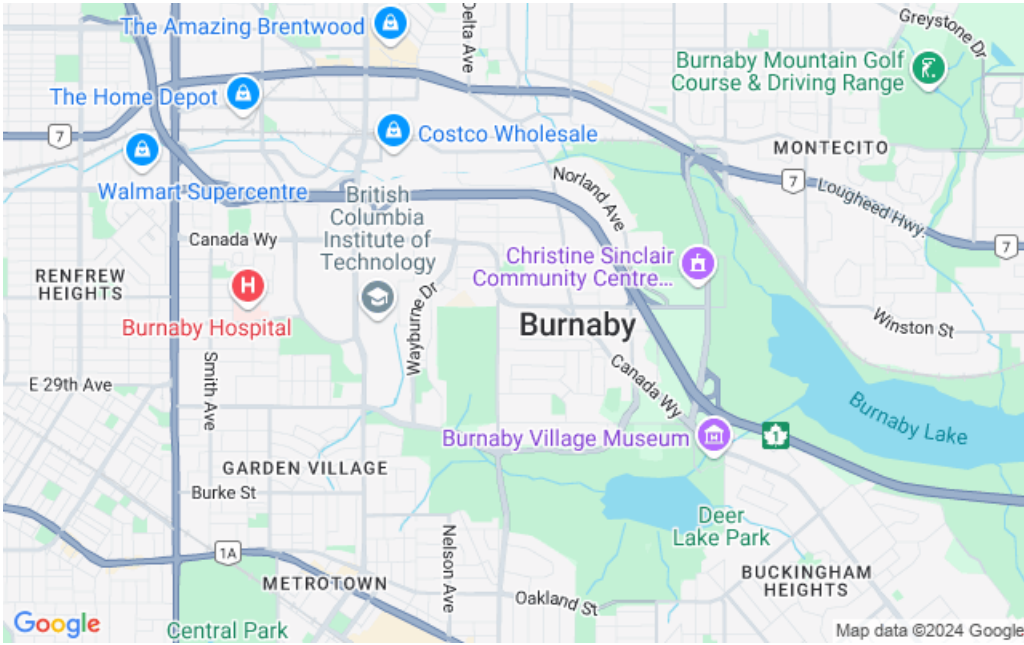 The Amazing Brentwood
Delta Ave
Greystone Dr
Burnaby Mountain Golf
Course & Driving Range
The Home Depot
7
Costco Wholesale
MONTECITO
Walmart Supercentre
British
Columbia
Institute of
Technology
Norland Ave
7
Lougheed Hwy.
7
Canada Wy
Christine Sinclair
Community Centre...
RENFREW
HEIGHTS
H
Burnaby Hospital
Wayburne Dr
Burnaby
Winston St
Smith Ave
E 29th Ave
Canada Wy
Burnaby Lake
Burnaby Village Museum
1
GARDEN VILLAGE
Burke St
Deer
Lake Park
1A
Nelson Ave
METROTOWN
BUCKINGHAM
HEIGHTS
Oakland St
Google
Central Park
Map data ©2024 Google